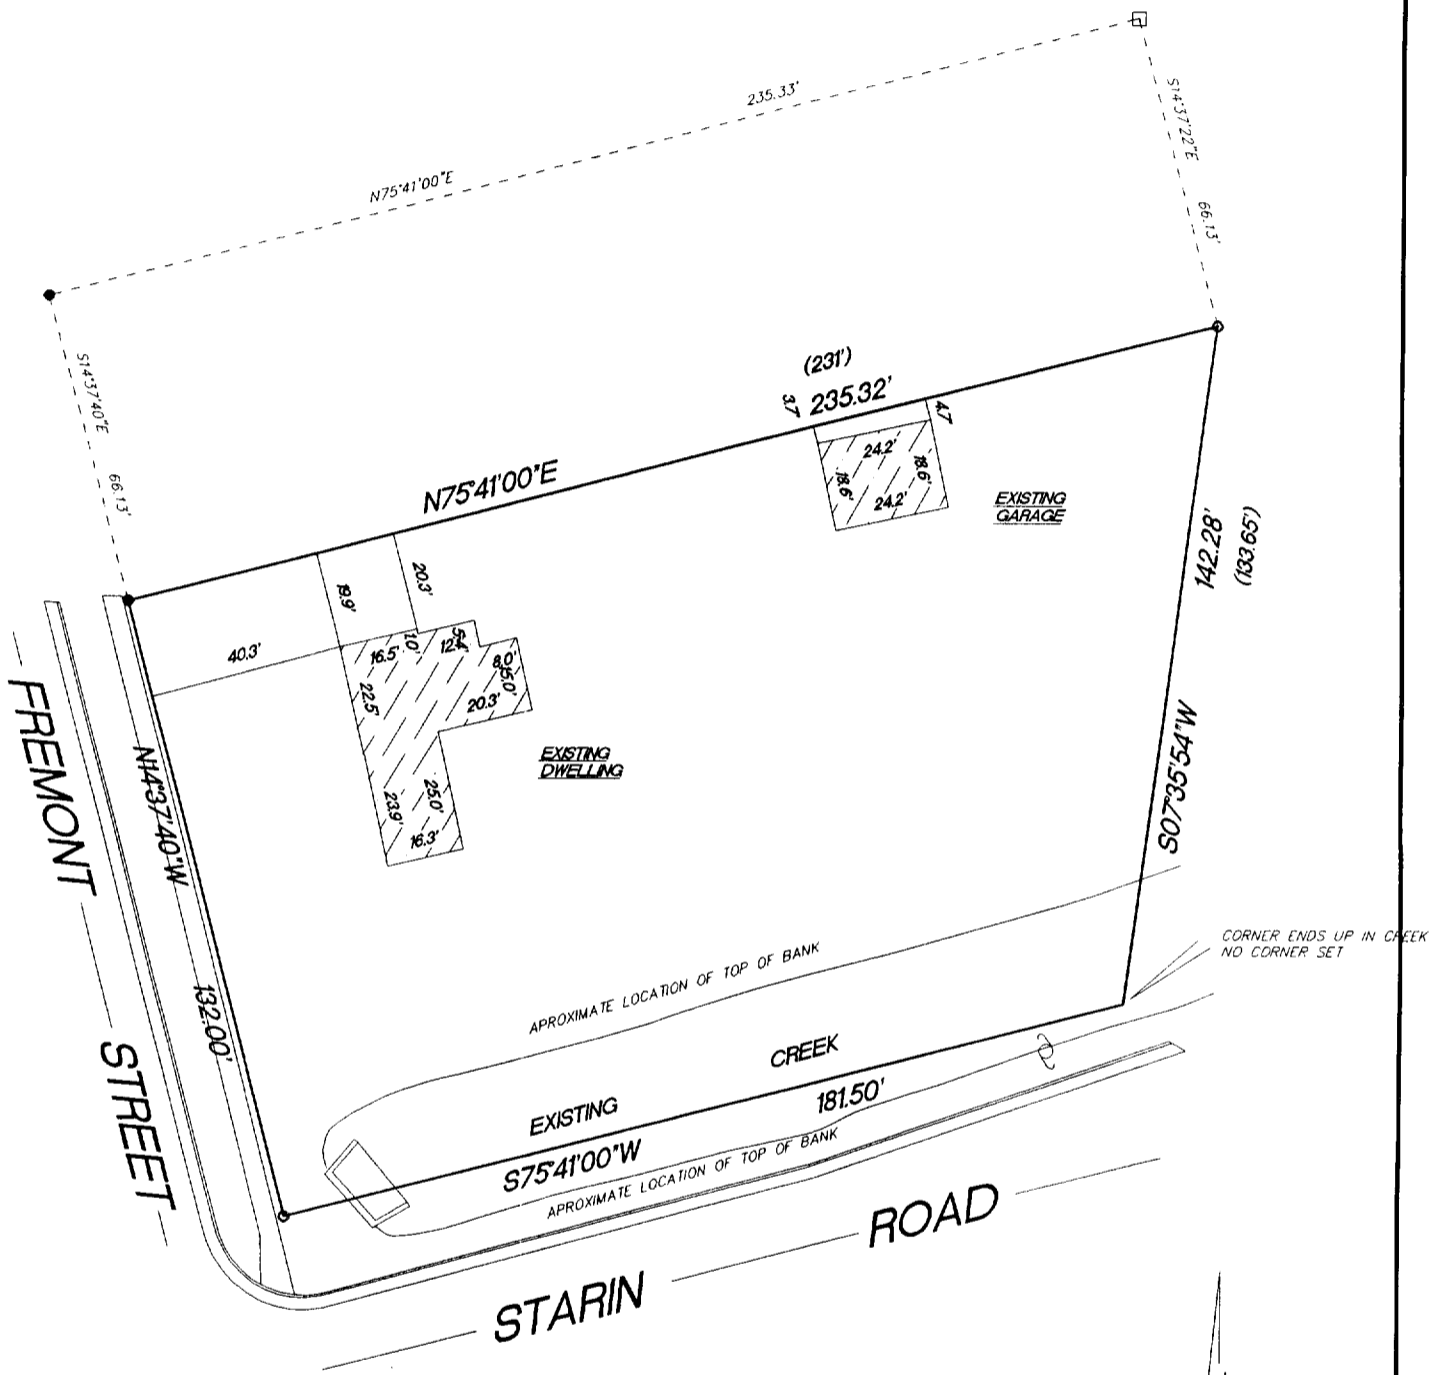 235.33'
N75°41'00"E
S14°37'22"E
66.13'
S14°37'40"E
66.13'
(231')
235.32'
N75°41'00"E
3.7'
4.7'
24.2'
18.6'
18.6'
24.2'
EXISTING
GARAGE
142.28'
(133.65')
S07°35'54"W
19.9'
20.3'
40.3'
16.5'
10'
12.4'
5.4'
8.0'
15.0'
20.3'
22.5'
23.9'
25.0'
16.3'
EXISTING
DWELLING
N14°37'40"W
132.00'
FREMONT
STREET
CORNER ENDS UP IN CREEK
NO CORNER SET
APROXIMATE LOCATION OF TOP OF BANK
EXISTING CREEK
S75°41'00"W
181.50'
APROXIMATE LOCATION OF TOP OF BANK
STARIN ROAD